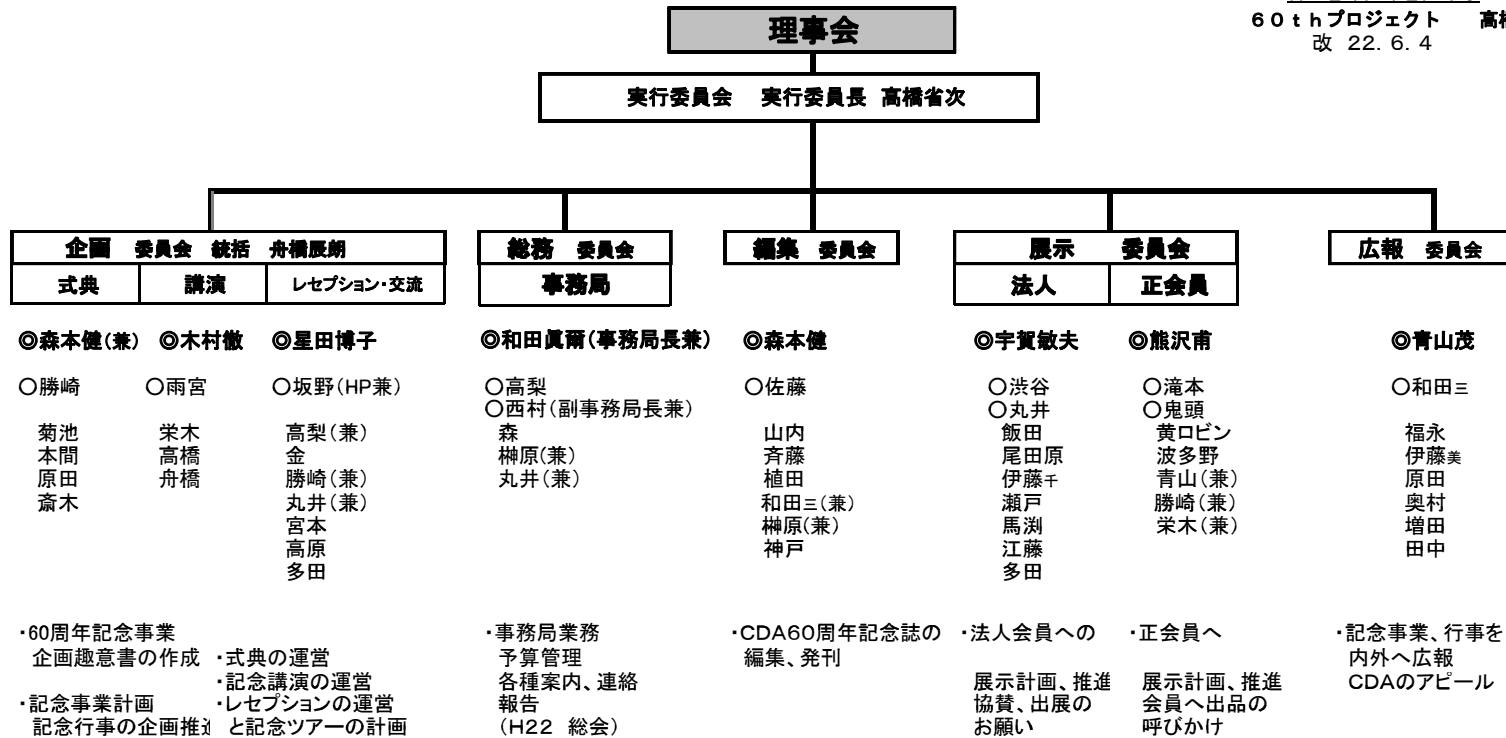 60thプロジェクト
改 22.6.4
理事会
実行委員会 実行委員長 高橋省次
企画 委員会 統括 舟橋辰朗
式典 講演 レセプション・交流
◎森本健(兼) ◎木村徹 ◎星田博子
〇勝崎 〇雨宮 〇坂野(HP兼)
菊池 栄木 高梨(兼)
本間 高橋 金
原田 舟橋 勝崎(兼)
斎木 丸井(兼)
宮本
高原
多田
・60周年記念事業
企画趣意書の作成
・記念事業計画
記念行事の企画推進
・式典の運営
・記念講演の運営
・レセプションの運営
と記念ツアーの計画
総務 委員会
事務局
◎和田眞爾(事務局長兼)
〇高梨
〇西村(副事務局長兼)
森
榊原(兼)
丸井(兼)
・事務局業務
予算管理
各種案内、連絡
報告
(H22 総会)
編集 委員会
◎森本健
〇佐藤
山内
斉藤
植田
和田三(兼)
榊原(兼)
神戸
・CDA60周年記念誌の
編集、発刊
展示 委員会
法人 正会員
◎宇賀敏夫 ◎熊沢甫
〇渋谷 〇滝本
〇丸井 〇鬼頭
飯田 黄ロビン
尾田原 波多野
伊藤千 青山(兼)
瀬戸 勝崎(兼)
馬渕 栄木(兼)
江藤
多田
・法人会員への
展示計画、推進
協賛、出展の
お願い
・正会員へ
展示計画、推進
会員へ出品の
呼びかけ
広報 委員会
◎青山茂
〇和田三
福永
伊藤美
原田
奥村
増田
田中
・記念事業、行事を
内外へ広報
CDAのアピール